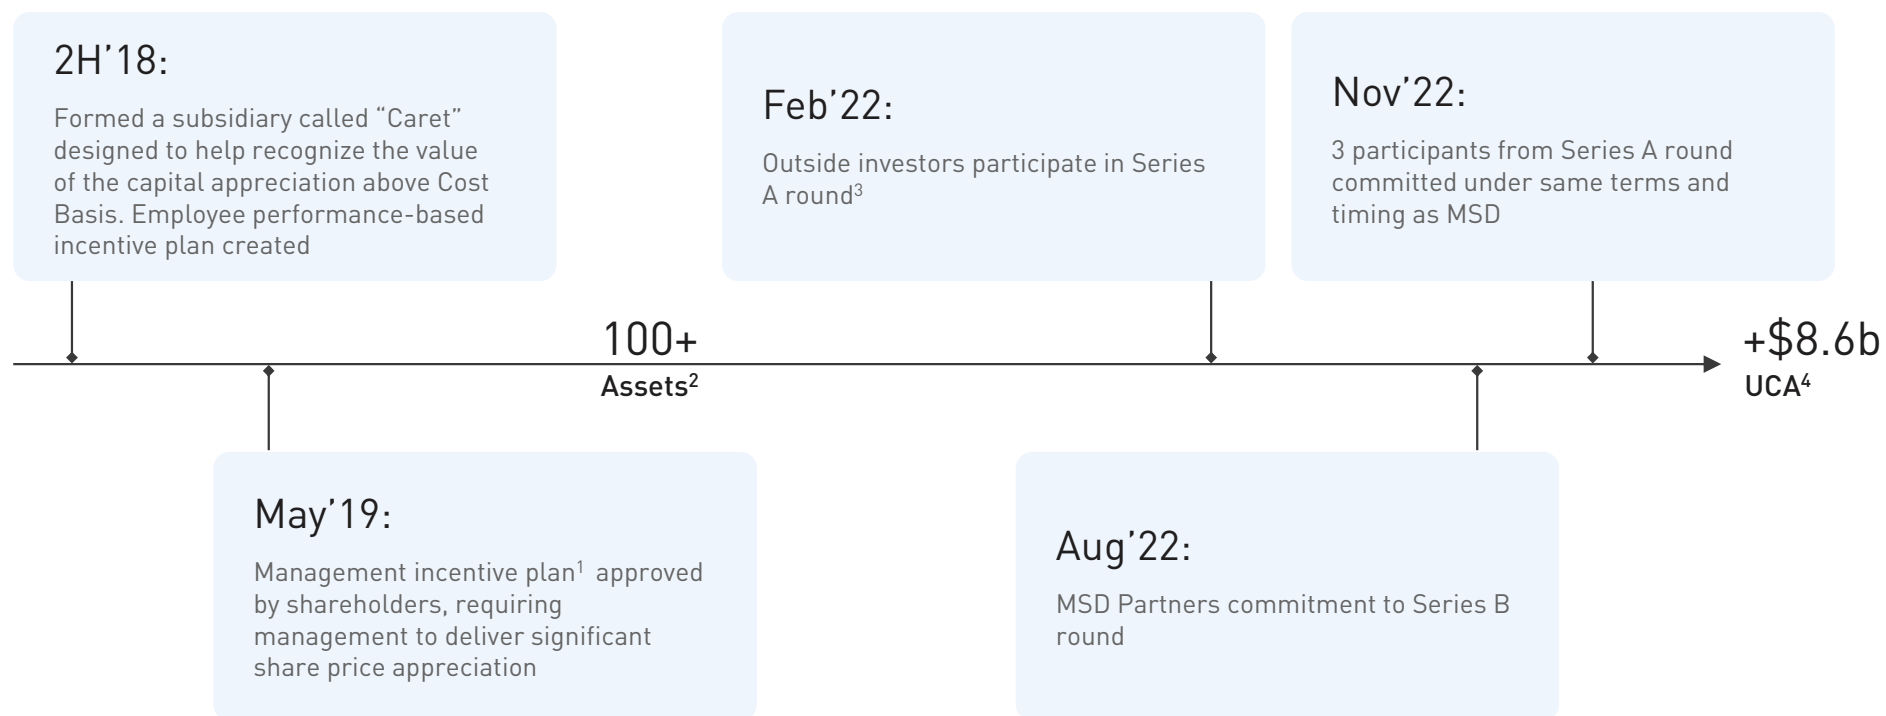 2H’18:
Formed a subsidiary called “Caret”
designed to help recognize the value
of the capital appreciation above Cost
Basis. Employee performance-based
incentive plan created
Feb’22:
Outside investors participate in Series
A round³
Nov’22:
3 participants from Series A round
committed under same terms and
timing as MSD
100+
Assets²
+$8.6b
UCA⁴
May’19:
Management incentive plan¹ approved
by shareholders, requiring
management to deliver significant
share price appreciation
Aug’22:
MSD Partners commitment to Series B
round